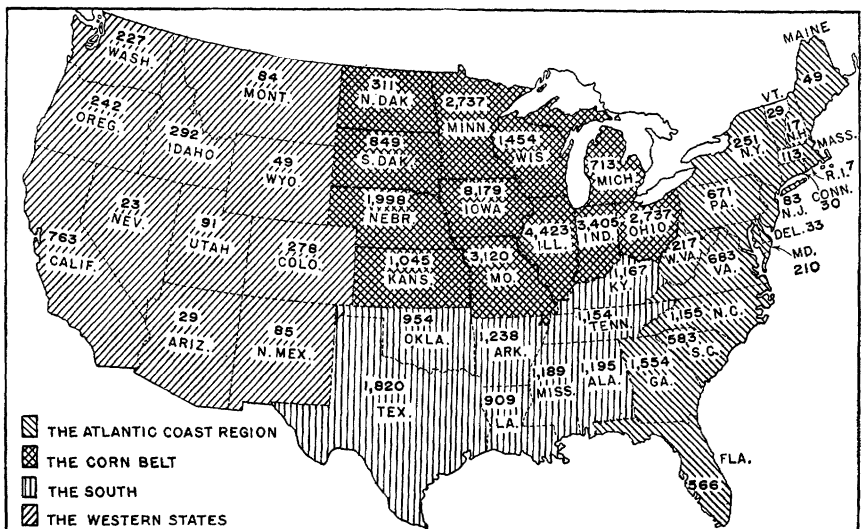 227
WASH.
84
MONT.
311
N. DAK.
2,737
MINN.
MAINE
49
VT.
29
17
N.H.
MASS.
113
R.I. 7
CONN.
30
251
N.Y.
242
OREG.
292
IDAHO
49
WYO.
849
S. DAK.
1,454
WIS.
713
MICH.
23
NEV.
91
UTAH
278
COLO.
1,998
NEBR.
8,179
IOWA
4,423
ILL.
3,405
IND.
2,737
OHIO
671
PA.
83
N.J.
DEL. 33
MD.
210
763
CALIF.
1,045
KANS.
3,120
MO.
1,167
KY.
217
W.VA.
683
VA.
29
ARIZ.
85
N. MEX.
954
OKLA.
1,238
ARK.
1,154
TENN.
1,155 N.C.
583
S.C.
1,820
TEX.
909
LA.
1,189
MISS.
1,195
ALA.
1,554
GA.
FLA.
566
THE ATLANTIC COAST REGION
THE CORN BELT
THE SOUTH
THE WESTERN STATES